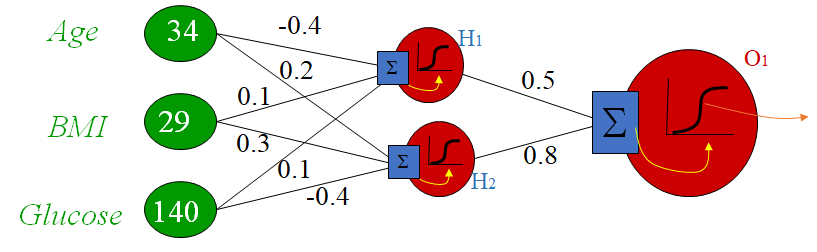 Age
34
-0.4
H1
0.2
Σ
O1
0.5
0.1
BMI
29
Σ
0.3
0.8
Σ
0.1
H2
Glucose
140
-0.4